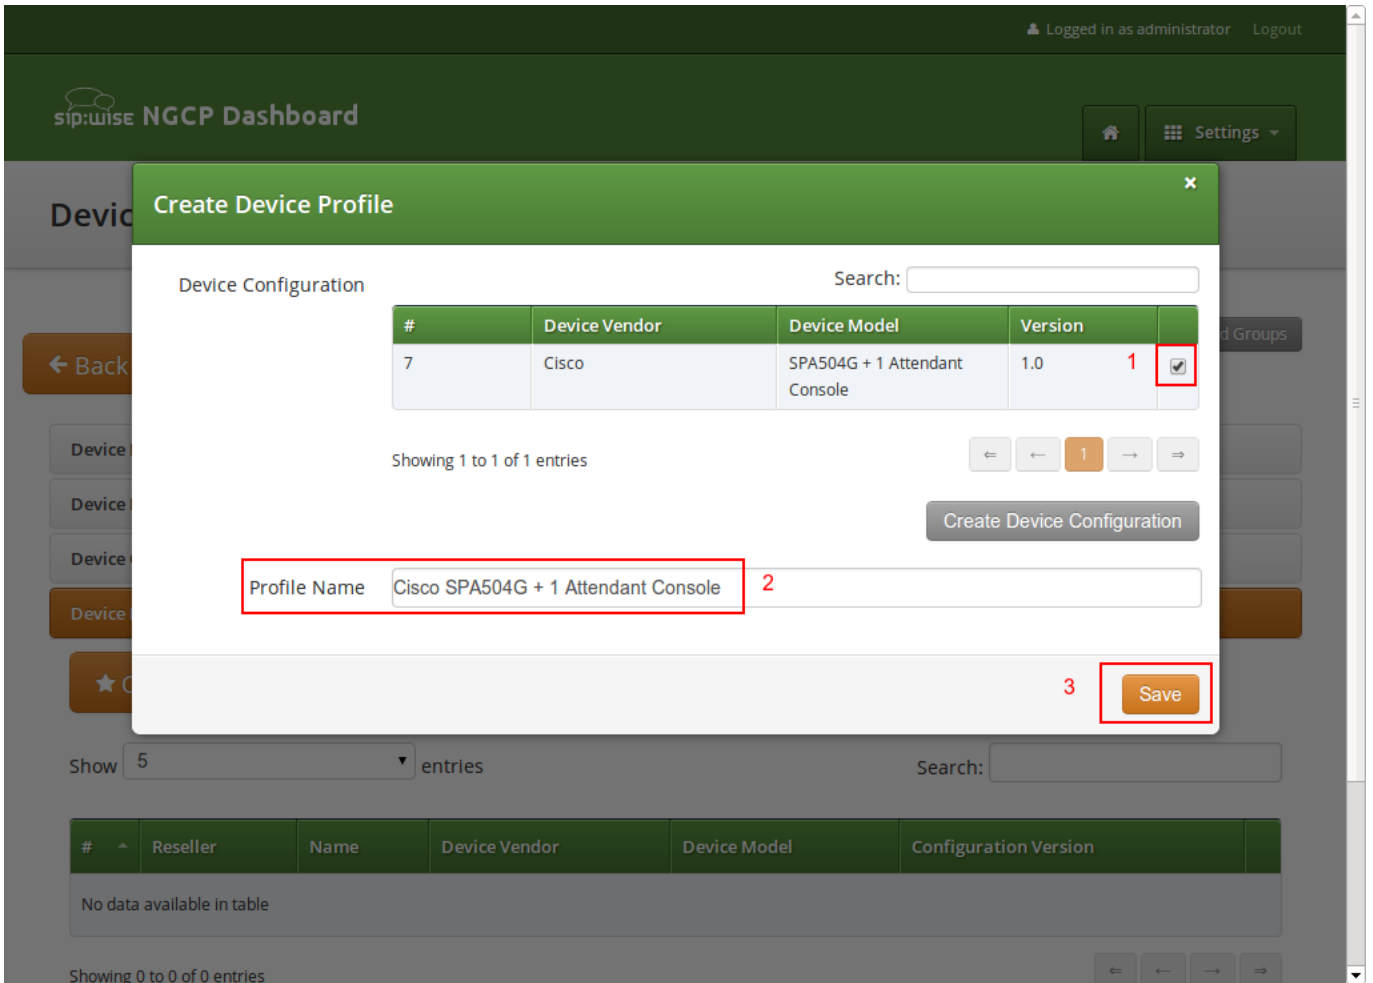 Logged in as administrator Logout
sip:wise NGCP Dashboard
Settings
Devic
Create Device Profile
×
Device Configuration
Search:
# Device Vendor Device Model Version
7 Cisco SPA504G + 1 Attendant Console 1.0 1
d Groups
Back
Device
Showing 1 to 1 of 1 entries
⇐ ← 1 → ⇒
Device
Create Device Configuration
Device
Profile Name Cisco SPA504G + 1 Attendant Console 2
Device
3 Save
Show 5 entries
Search:
# Reseller Name Device Vendor Device Model Configuration Version
No data available in table
Showing 0 to 0 of 0 entries
⇐ ← → ⇒